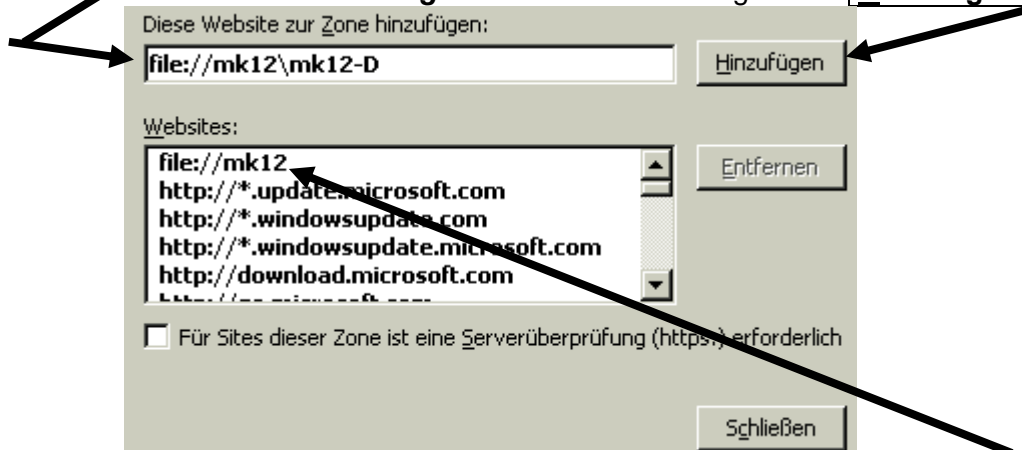 Diese Website zur Zone hinzufügen:
file://mk12\mk12-D
Hinzufügen
Websites:
file://mk12
Entfernen
http://*.update.microsoft.com
http://*.windowsupdate.com
http://*.windowsupdate.microsoft.com
http://download.microsoft.com
Für Sites dieser Zone ist eine Serverüberprüfung (https:) erforderlich
Schließen